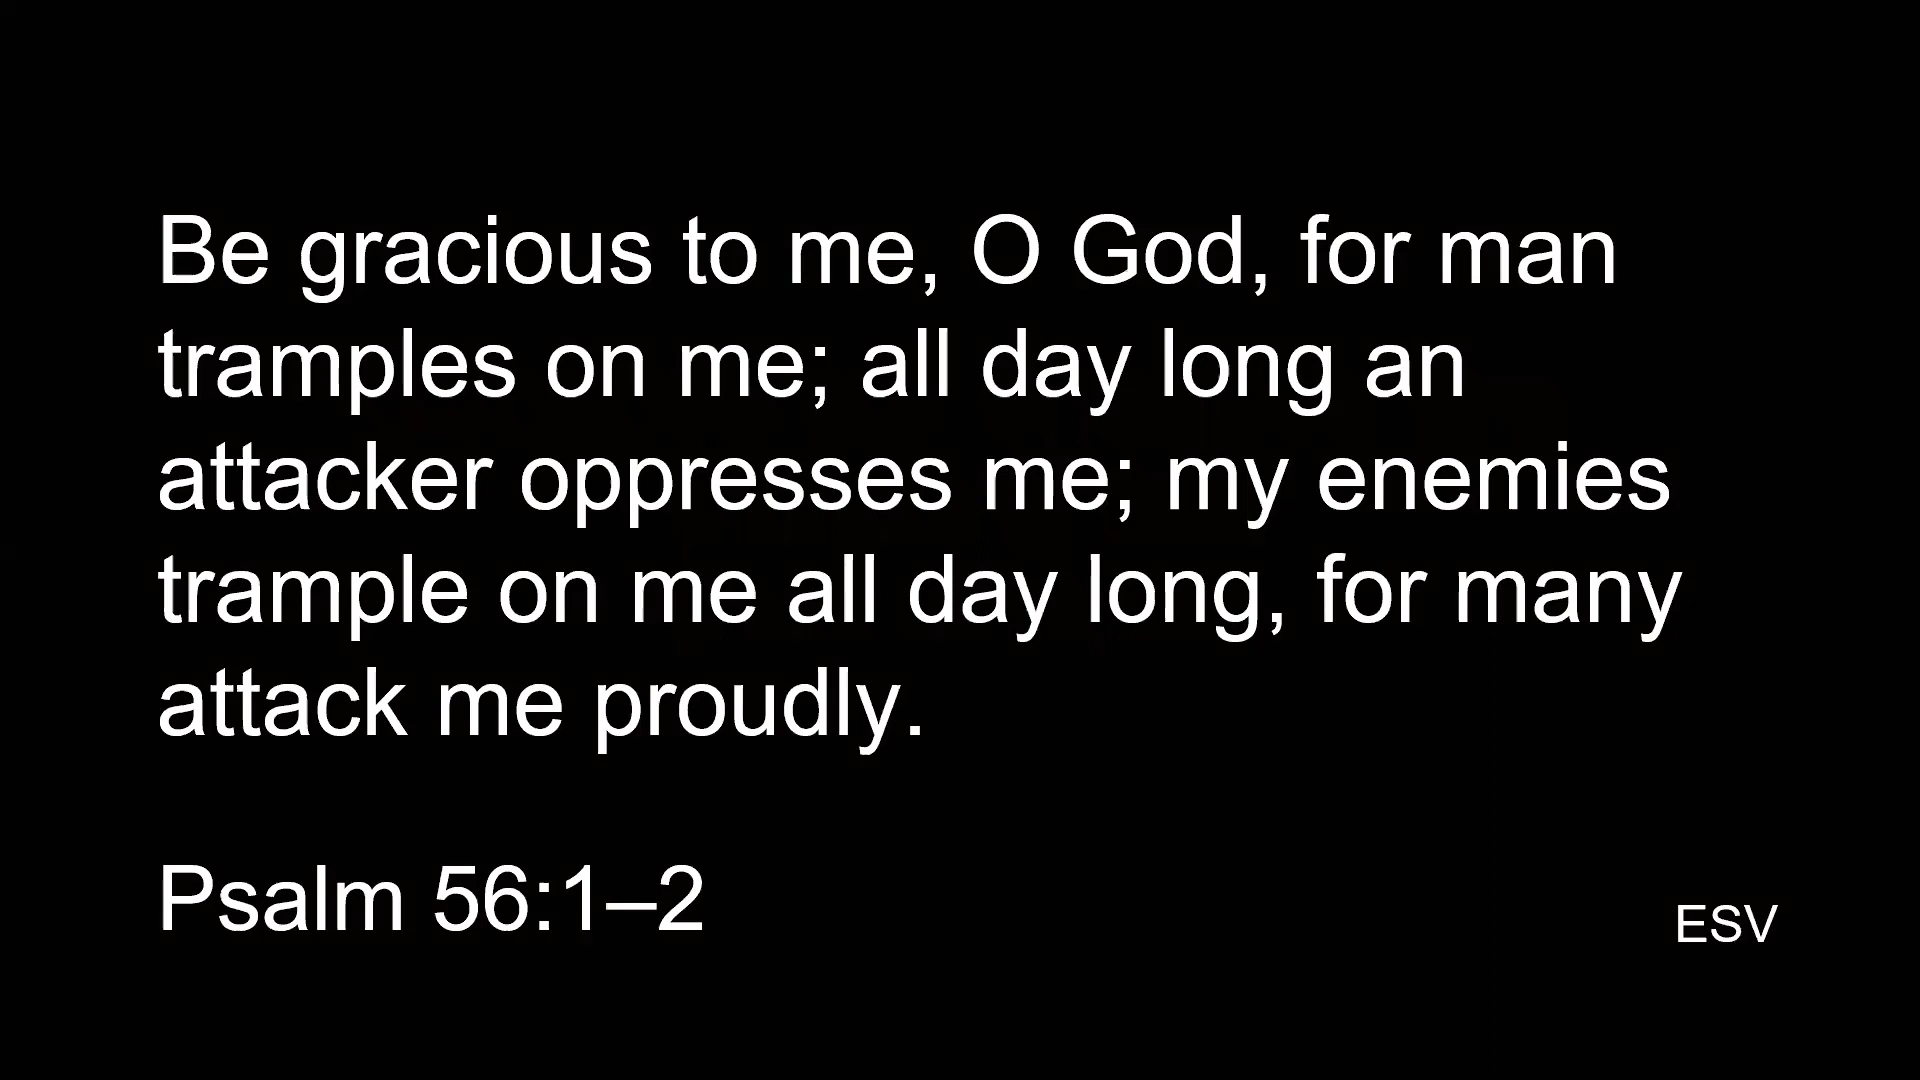 Be gracious to me, O God, for man
tramples on me; all day long an
attacker oppresses me; my enemies
trample on me all day long, for many
attack me proudly.
Psalm 56:1–2
ESV